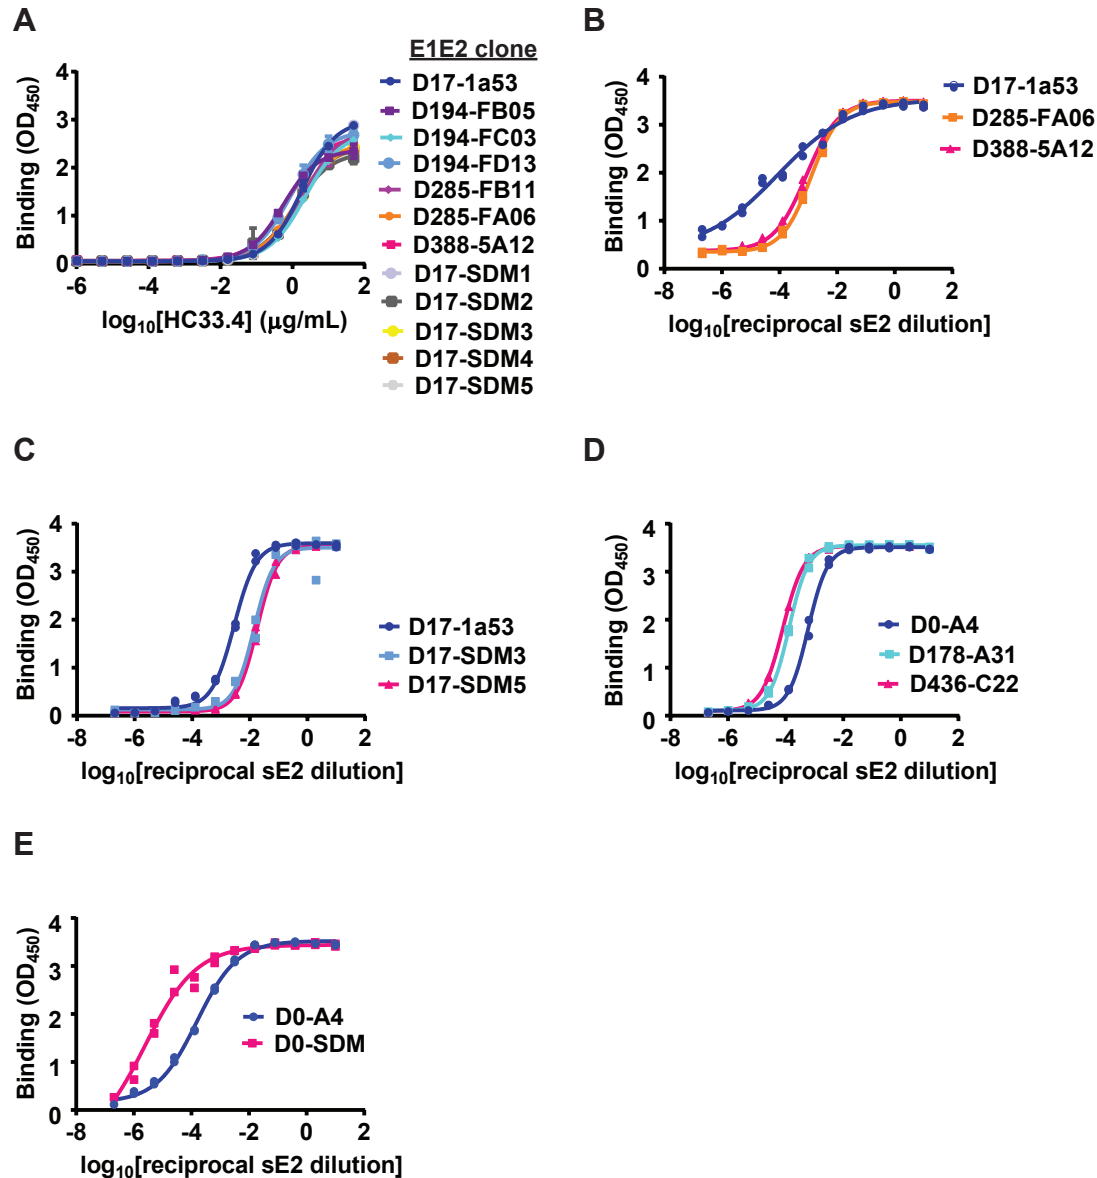 A
E1E2 clone
Binding (OD450)
4
3
2
1
0
-6
-4
-2
0
2
log10[HC33.4] (μg/mL)
D17-1a53
D194-FB05
D194-FC03
D194-FD13
D285-FB11
D285-FA06
D388-5A12
D17-SDM1
D17-SDM2
D17-SDM3
D17-SDM4
D17-SDM5
B
Binding (OD450)
4
3
2
1
0
-8
-6
-4
-2
0
2
log10[reciprocal sE2 dilution]
D17-1a53
D285-FA06
D388-5A12
C
Binding (OD450)
4
3
2
1
0
-8
-6
-4
-2
0
2
log10[reciprocal sE2 dilution]
D17-1a53
D17-SDM3
D17-SDM5
D
Binding (OD450)
4
3
2
1
0
-8
-6
-4
-2
0
2
log10[reciprocal sE2 dilution]
D0-A4
D178-A31
D436-C22
E
Binding (OD450)
4
3
2
1
0
-8
-6
-4
-2
0
2
log10[reciprocal sE2 dilution]
D0-A4
D0-SDM